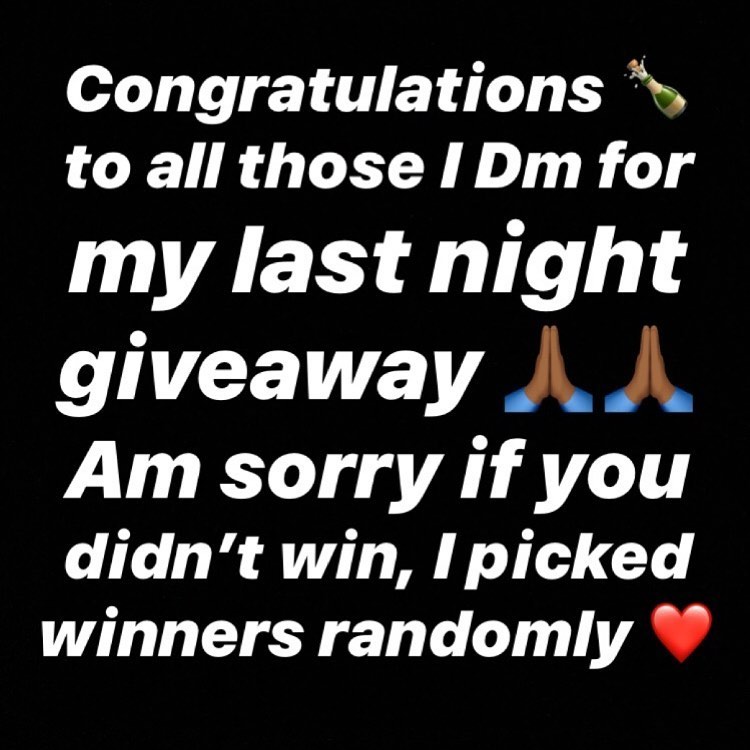 Congratulations 🍾
to all those I Dm for
my last night
giveaway 🙏🏾🙏🏾
Am sorry if you
didn't win, I picked
winners randomly ❤️